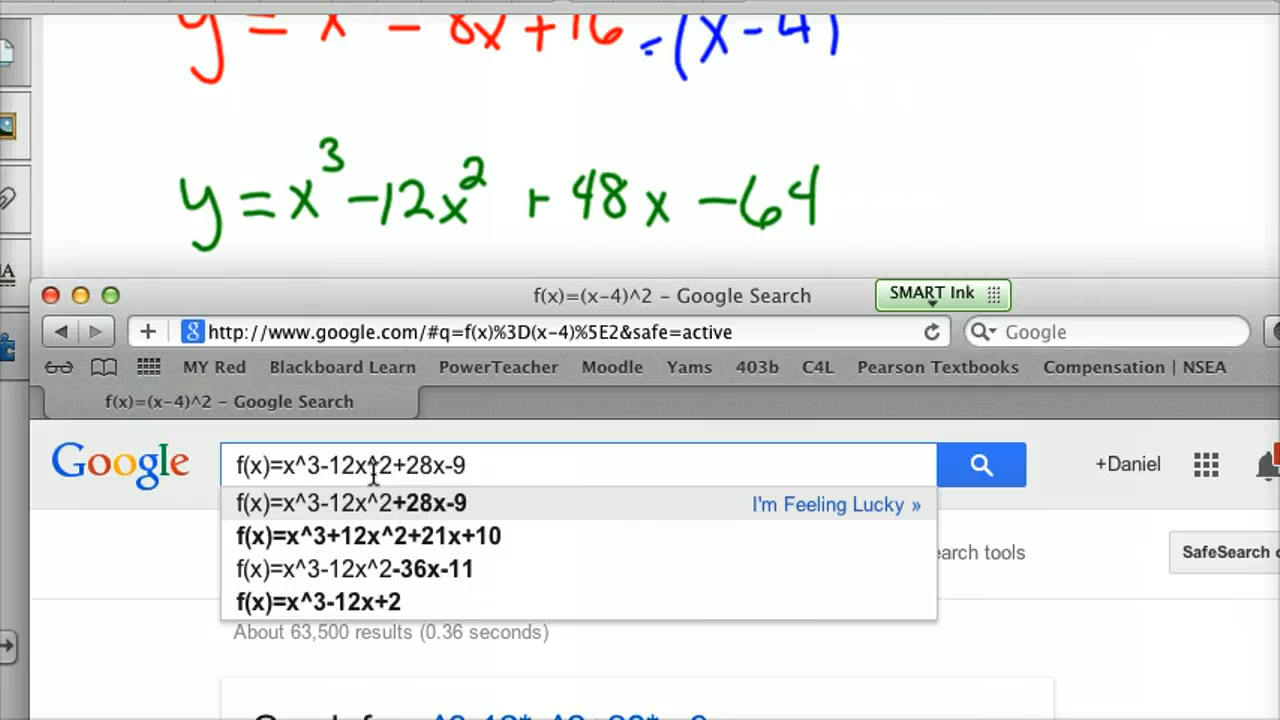 y = x - 8x + 16 = (x - 4)
y = x³ - 12x² + 48x - 64
f(x)=(x-4)^2 – Google Search
SMART Ink
http://www.google.com/#q=f(x)%3D(x-4)%5E2&safe=active
Google
MY Red Blackboard Learn PowerTeacher Moodle Yams 403b C4L Pearson Textbooks Compensation | NSEA
f(x)=(x-4)^2 – Google Search
Google
f(x)=x^3-12x^2+28x-9
+Daniel
f(x)=x^3-12x^2+28x-9
I'm Feeling Lucky »
f(x)=x^3+12x^2+21x+10
f(x)=x^3-12x^2-36x-11
f(x)=x^3-12x+2
earch tools
SafeSearch
About 63,500 results (0.36 seconds)